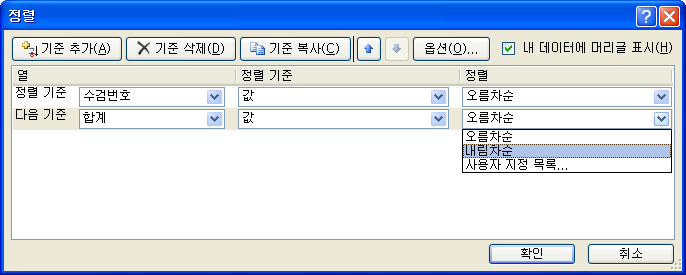 정렬
기준 추가(A) 기준 삭제(D) 기준 복사(C) 옵션(O)... 내 데이터에 머리글 표시(H)
열 정렬 기준 정렬
정렬 기준 수검번호 값 오름차순
다음 기준 합계 값 오름차순
오름차순
내림차순
사용자 지정 목록...
확인 취소